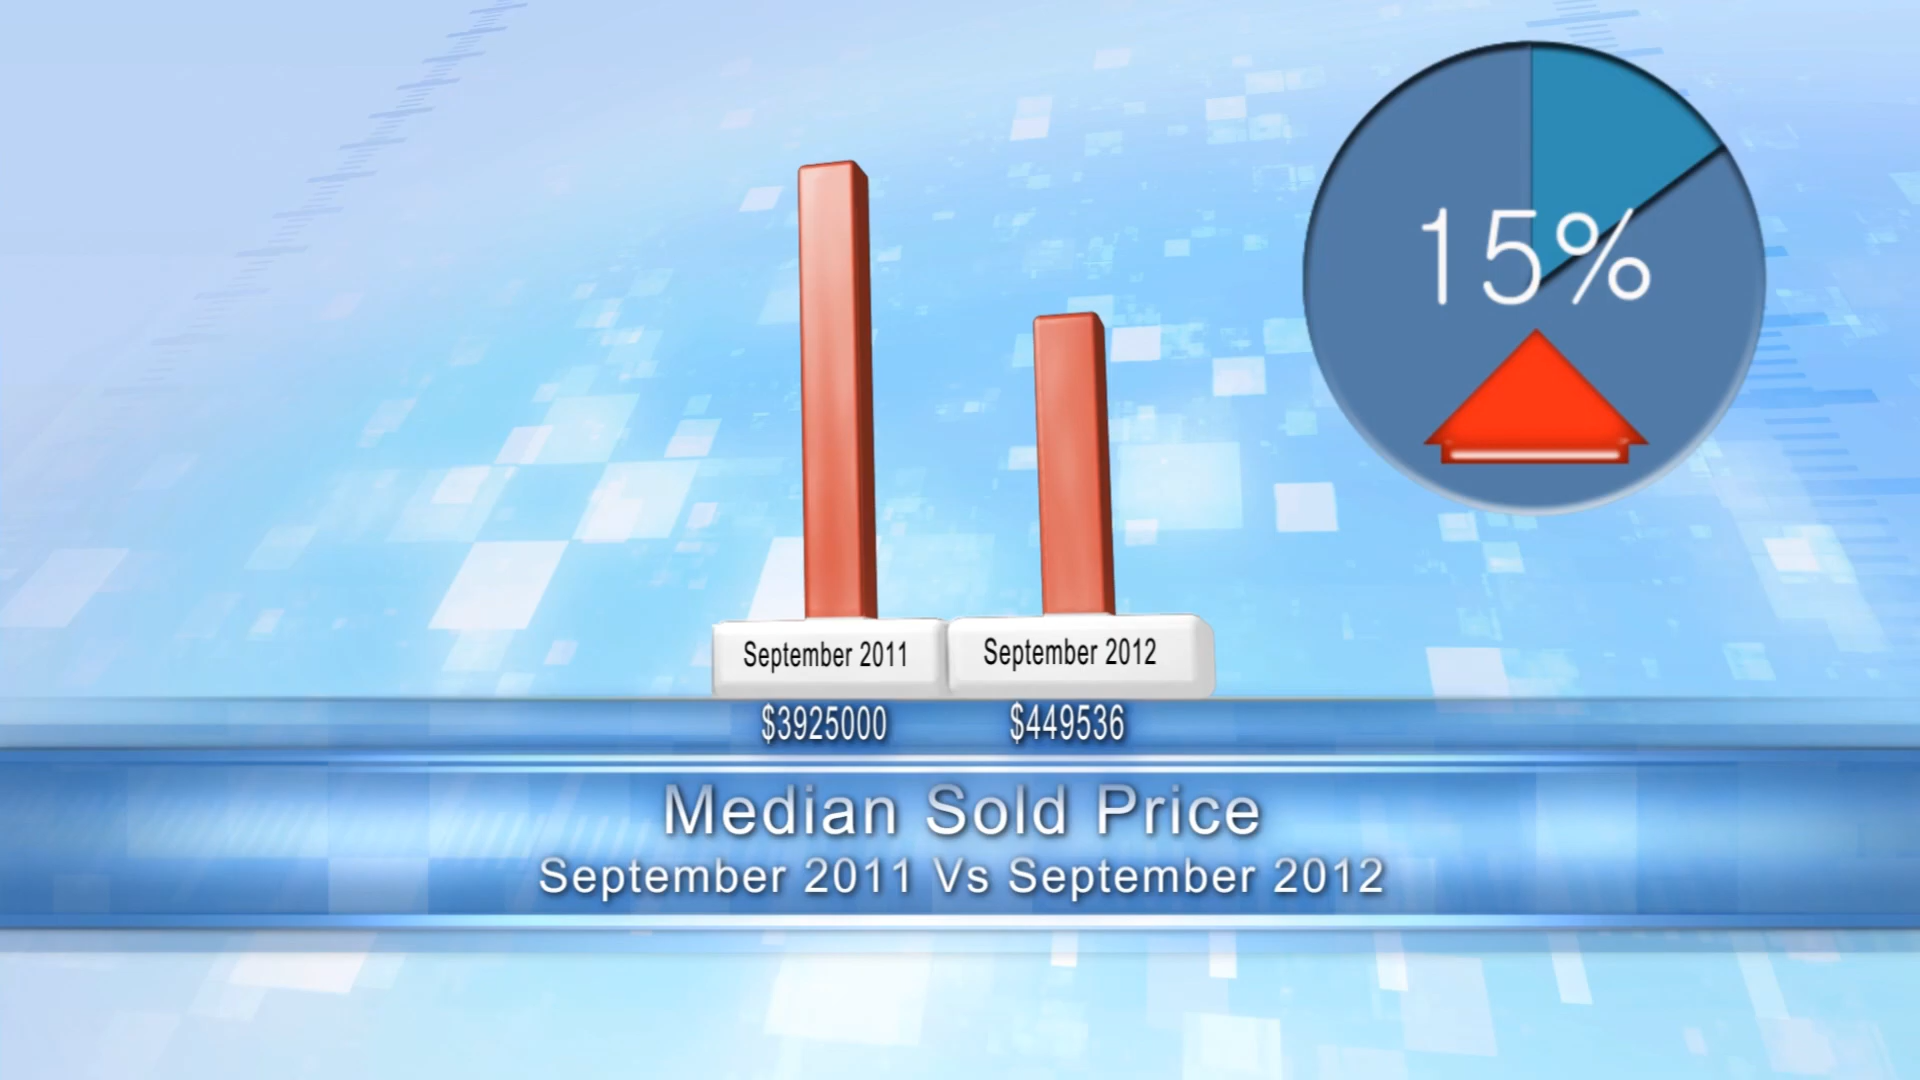 15%
September 2011
September 2012
$3925000
$449536
Median Sold Price
September 2011 Vs September 2012